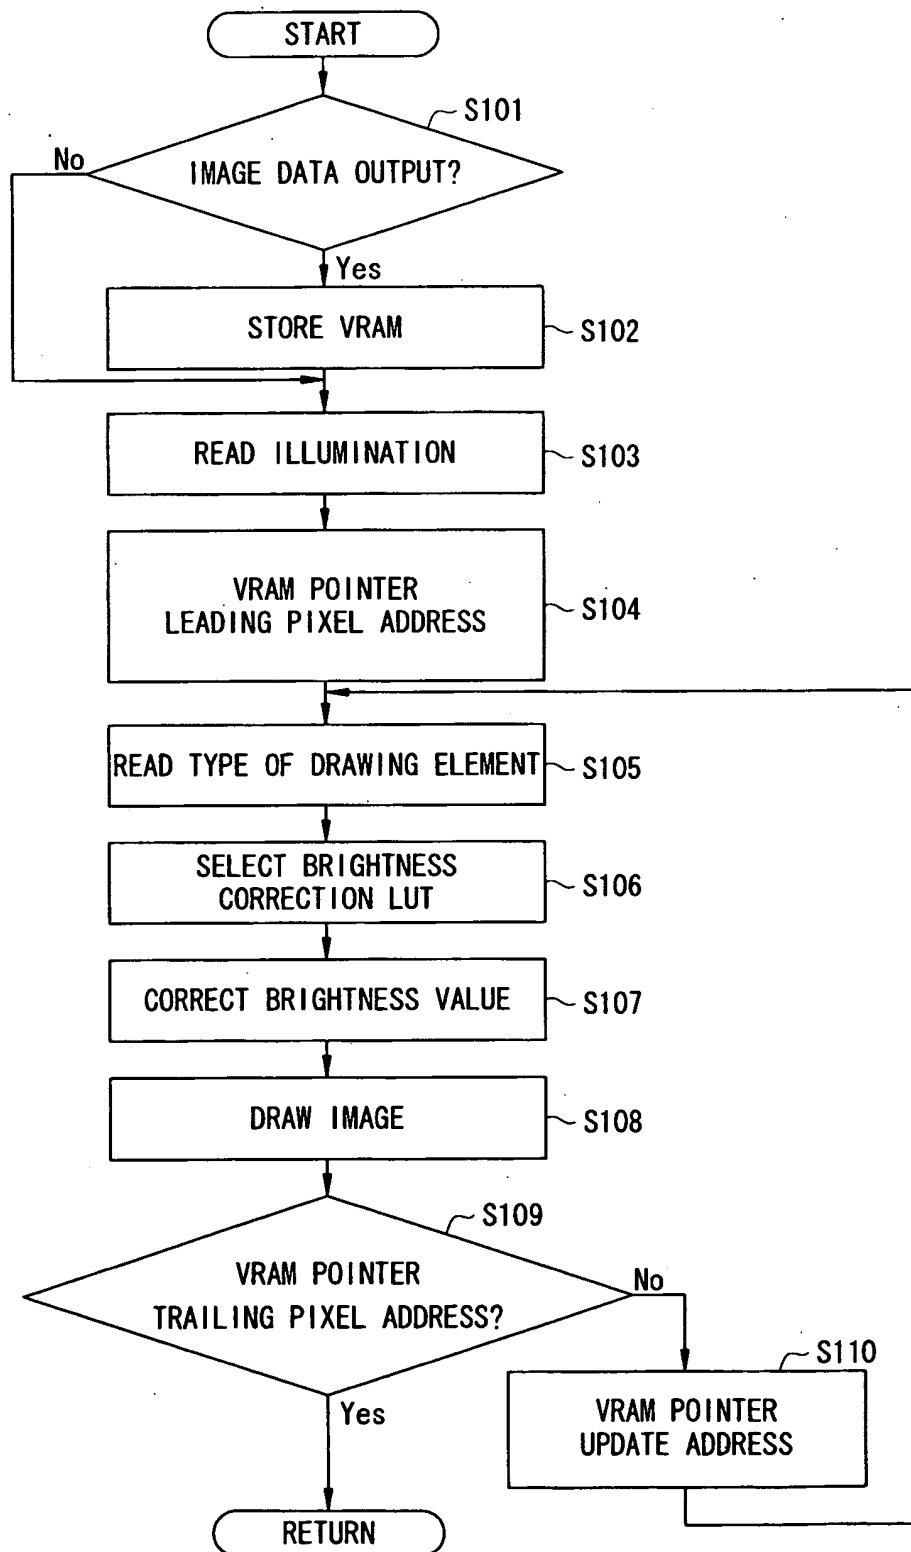 START
S101
No
IMAGE DATA OUTPUT?
Yes
STORE VRAM
S102
READ ILLUMINATION
S103
VRAM POINTER
LEADING PIXEL ADDRESS
S104
READ TYPE OF DRAWING ELEMENT
S105
SELECT BRIGHTNESS
CORRECTION LUT
S106
CORRECT BRIGHTNESS VALUE
S107
DRAW IMAGE
S108
S109
VRAM POINTER
TRAILING PIXEL ADDRESS?
No
Yes
S110
VRAM POINTER
UPDATE ADDRESS
RETURN